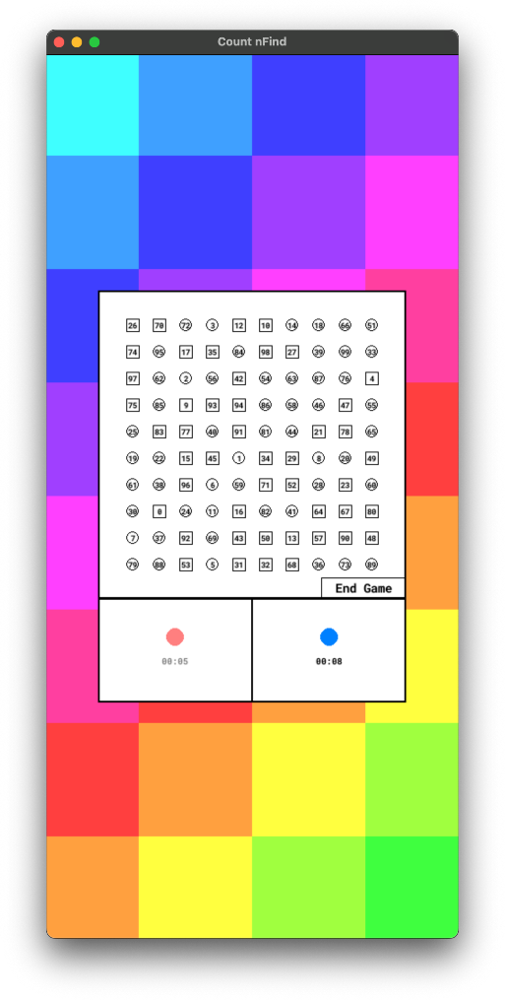 Count nFind
26 70 72 3 12 10 14 18 66 51
74 95 17 35 84 98 27 39 99 33
97 62 2 56 42 54 63 87 76 4
75 85 9 93 94 86 58 46 47 55
25 83 77 40 91 81 44 21 78 65
19 22 15 45 1 34 29 8 20 49
61 38 96 6 59 71 52 28 23 60
30 0 24 11 16 82 41 64 67 80
7 37 92 69 43 50 13 57 90 48
79 88 53 5 31 32 68 36 73 89
End Game
00:05 00:08